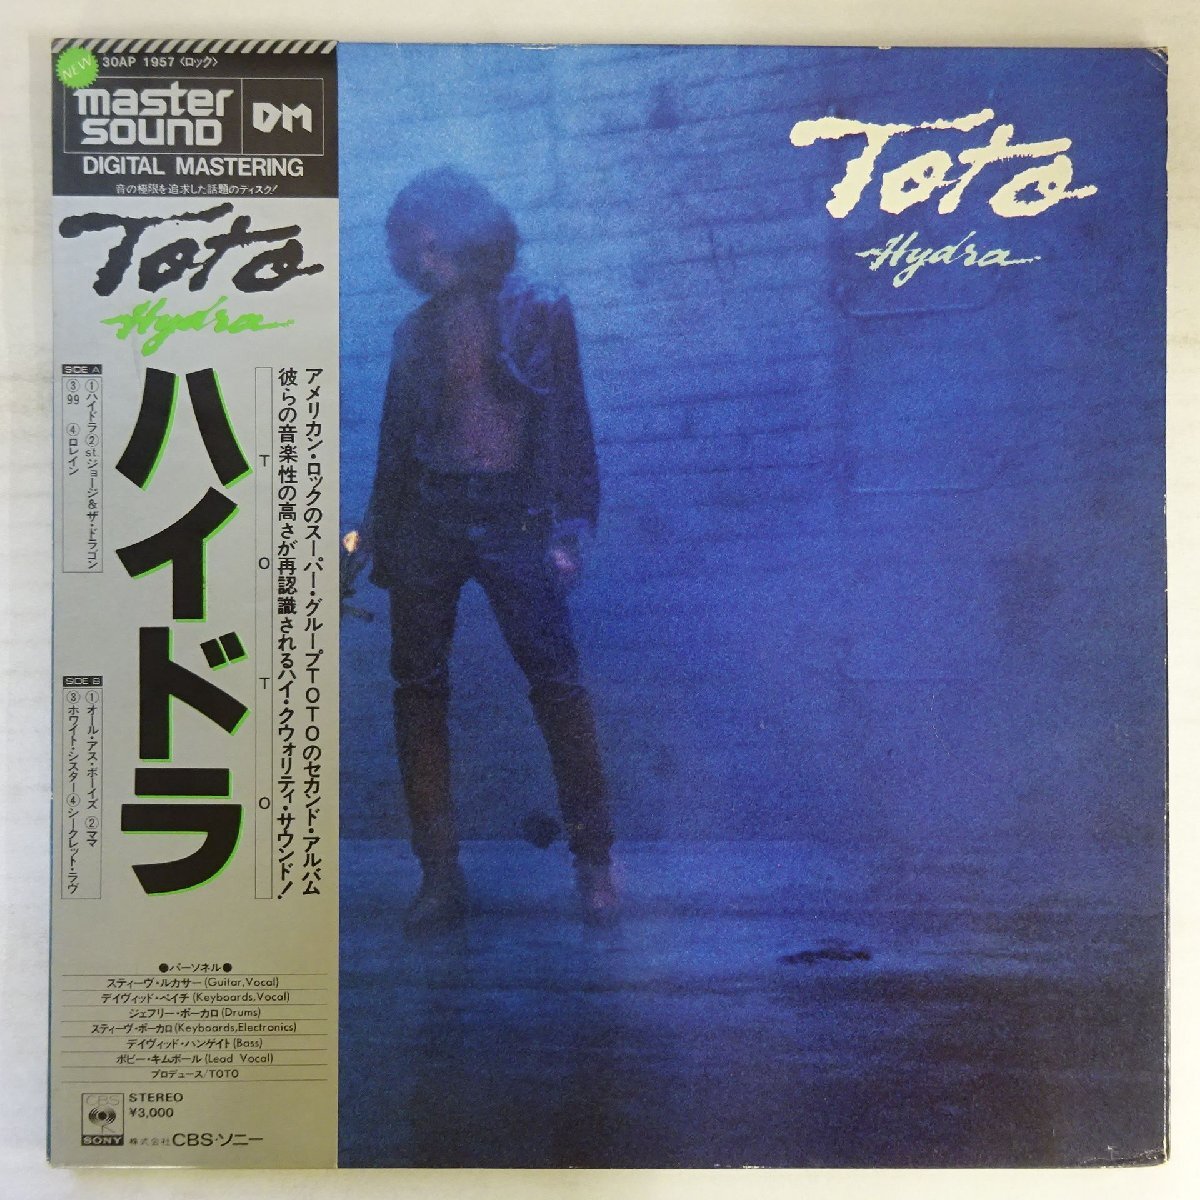 NEW
30AP 1957〈ロック〉
master
sound
DM
DIGITAL MASTERING
音の極限を追求した話題のディスク!
Toto
Hydra
アメリカン・ロックのスーパー・グループTOTOのセカンド・アルバム
彼らの音楽性の高さが再認識されるハイ・クウォリティ・サウンド!
TOTO
ハイドラ
SIDE A
①ハイドラ ②st.ジョージ&ザ・ドラゴン
③99 ④ロレイン
SIDE B
①オール・アス・ボーイズ ②ママ
③ホワイト・シスター ④シークレット・ラヴ
●パーソネル●
スティーヴ・ルカサー(Guitar,Vocal)
デイヴィッド・ペイチ(Keyboards,Vocal)
ジェフリー・ポーカロ(Drums)
スティーヴ・ポーカロ(Keyboards,Electronics)
デイヴィッド・ハンゲイト(Bass)
ボビー・キムボール(Lead Vocal)
プロデュース/TOTO
CBS
SONY
STEREO
¥3,000
株式会社CBS・ソニー
Toto
Hydra